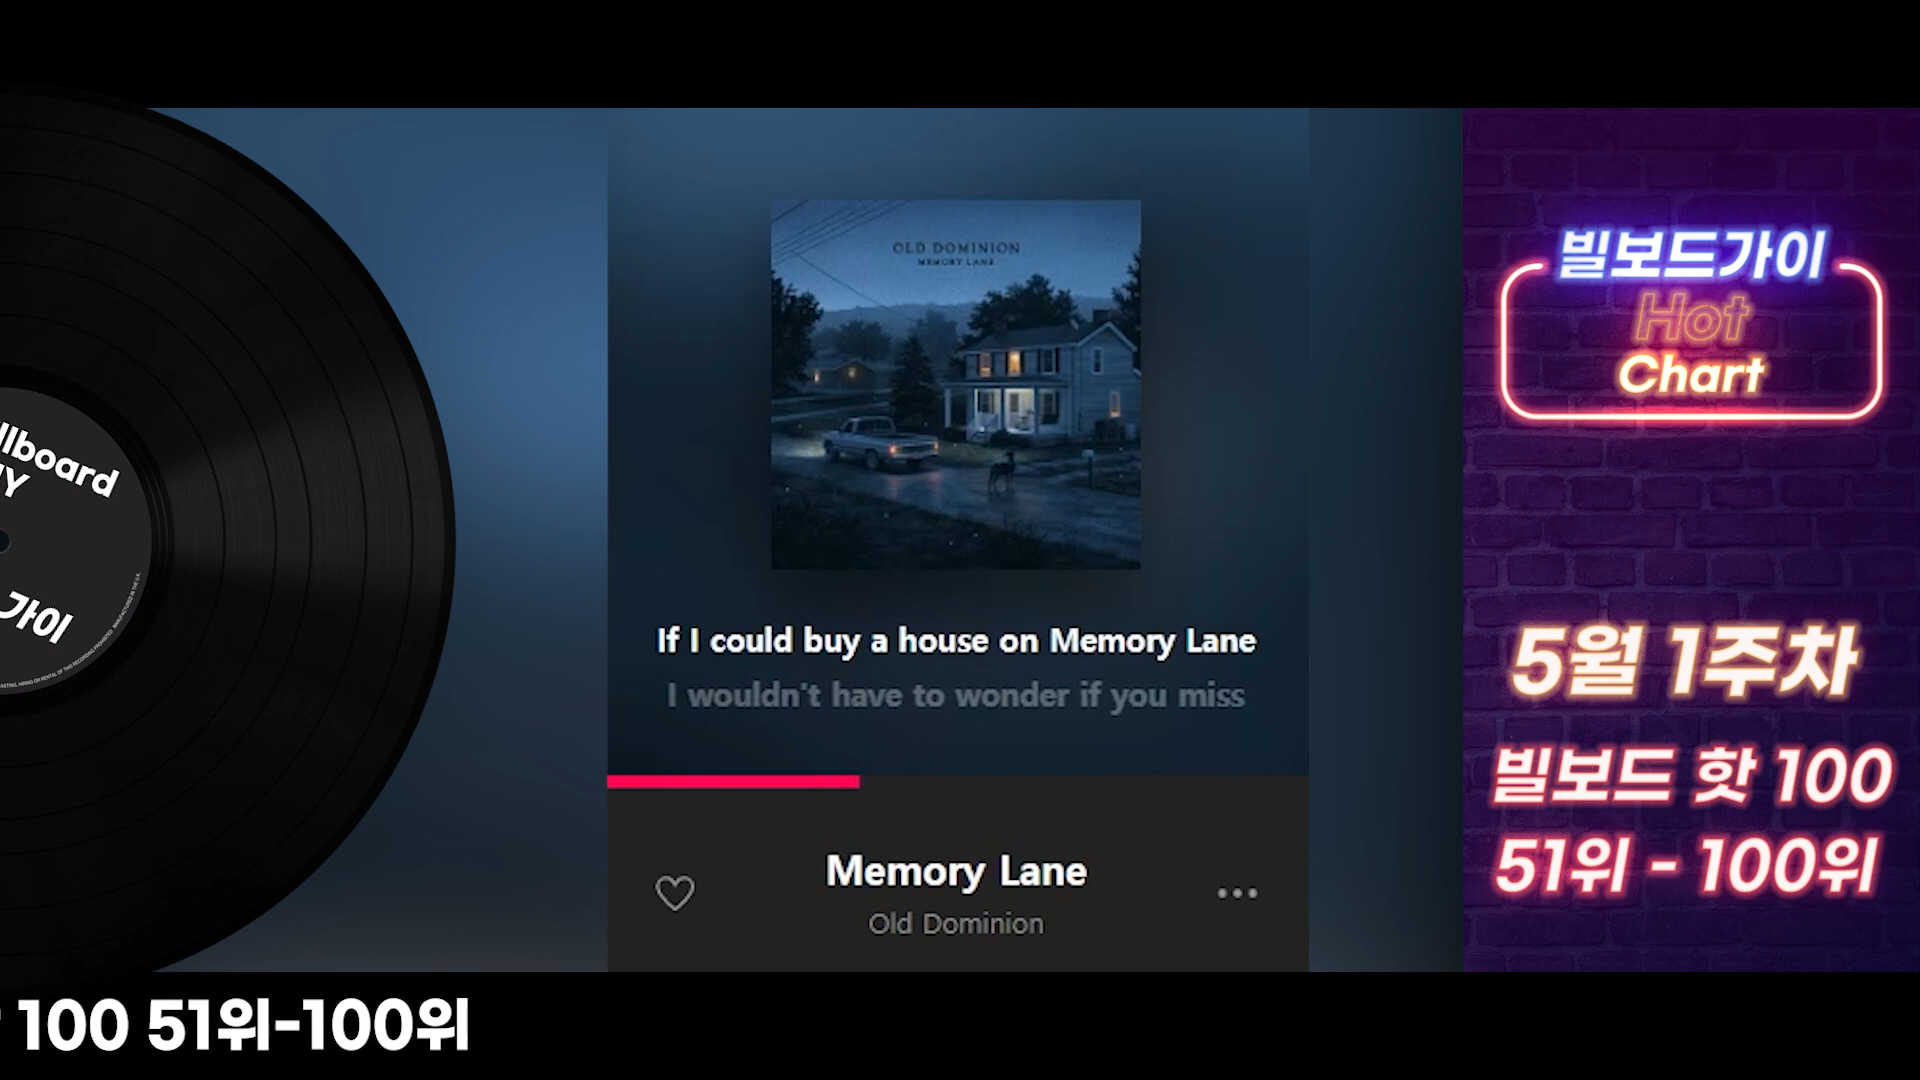 llboard
가이
OLD DOMINION
MEMORY LANE
If I could buy a house on Memory Lane
I wouldn't have to wonder if you miss
Memory Lane
Old Dominion
빌보드가이
Hot
Chart
5월 1주차
빌보드 핫 100
51위 - 100위
100 51위-100위